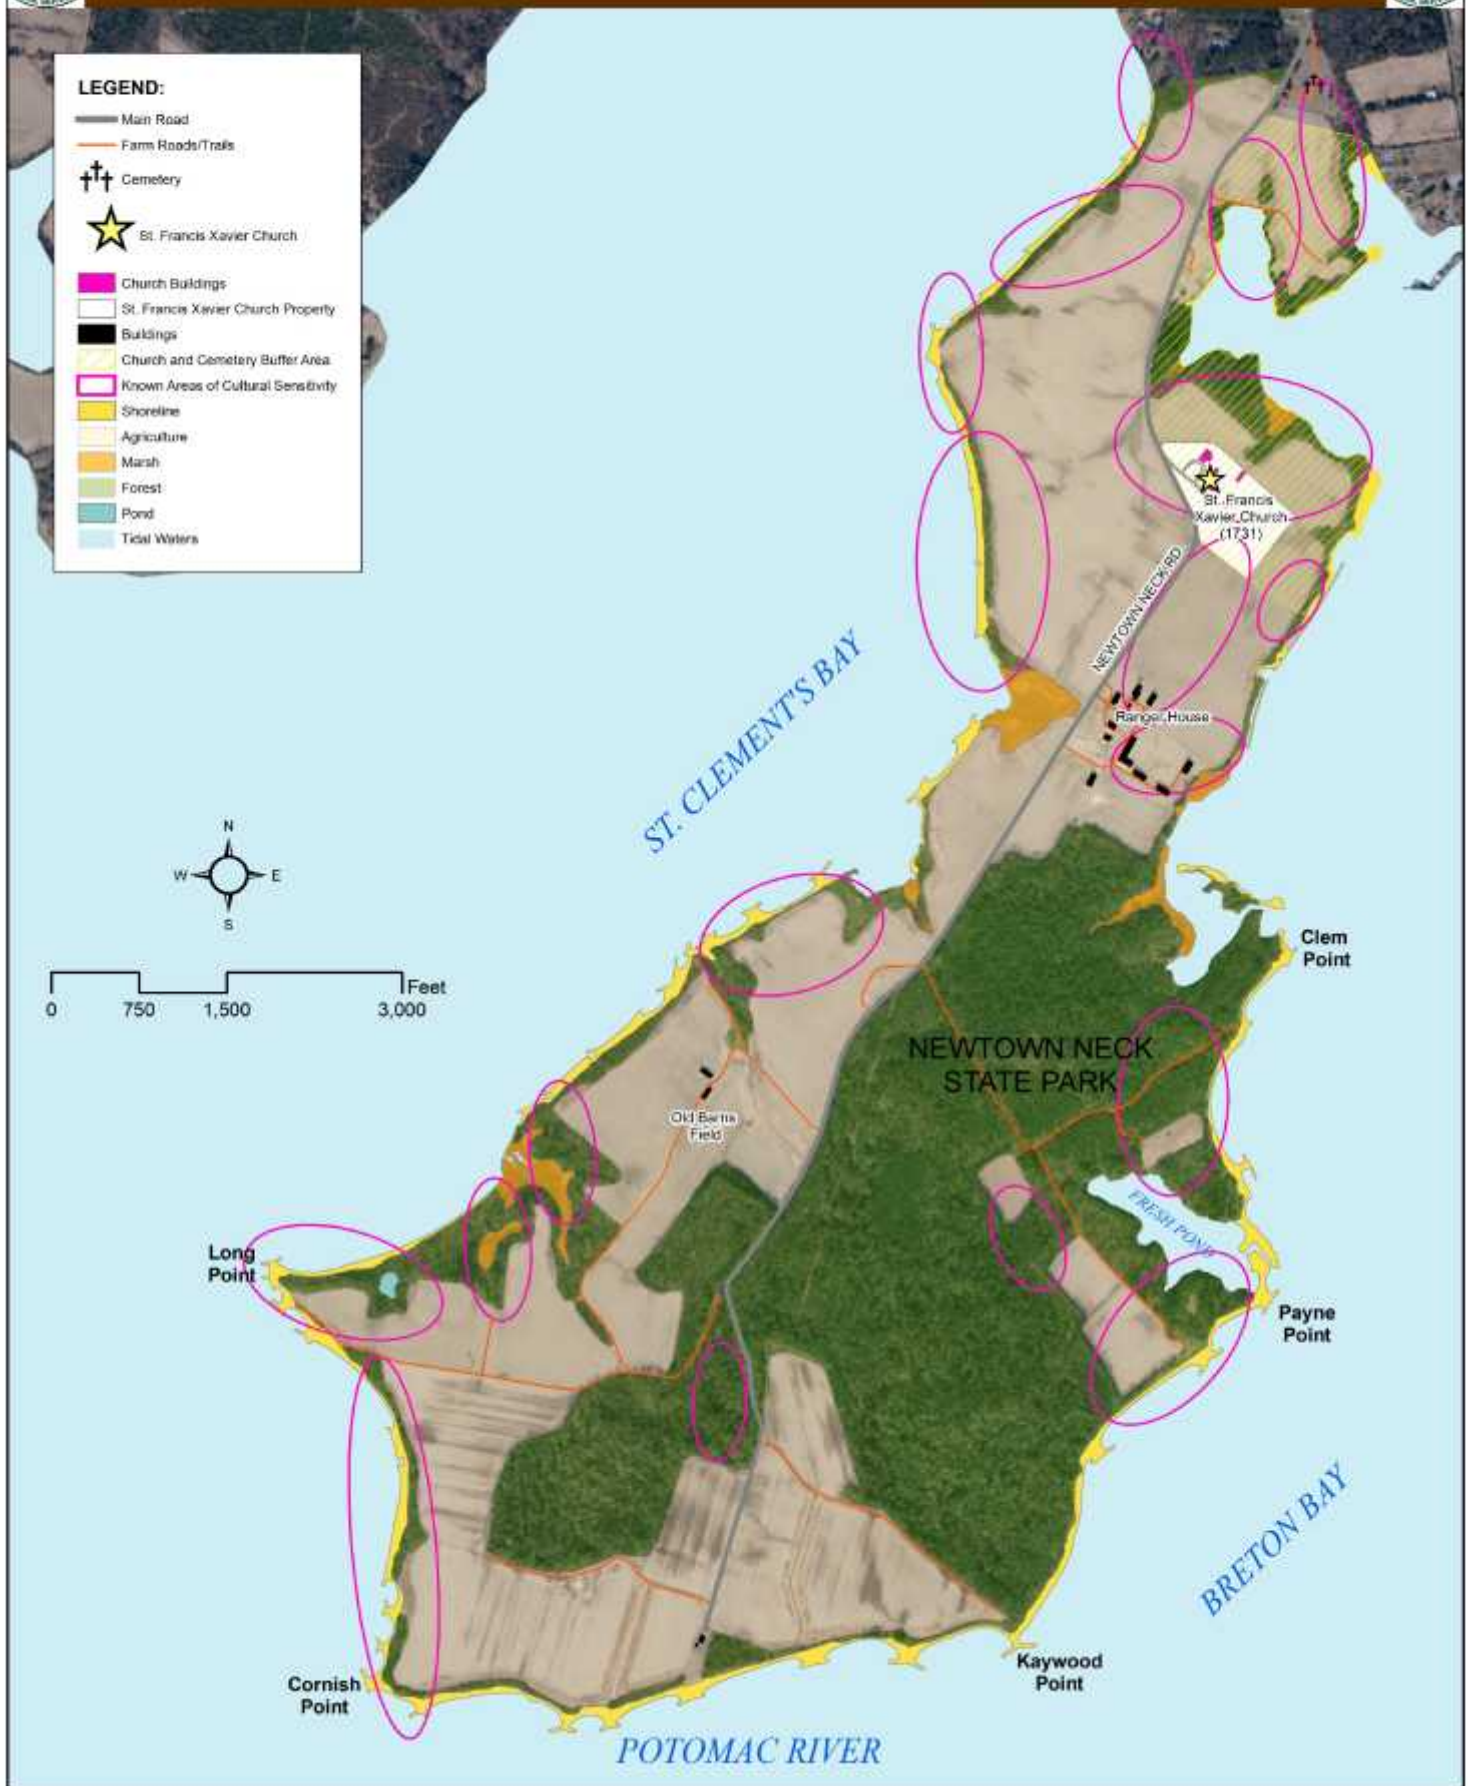 LEGEND:
Main Road
Farm Roads/Trails
Cemetery
St. Francis Xavier Church
Church Buildings
St. Francis Xavier Church Property
Buildings
Church and Cemetery Buffer Area
Known Areas of Cultural Sensitivity
Shoreline
Agriculture
Marsh
Forest
Pond
Tidal Waters
St. Francis
Xavier Church
(1731)
NEWTOWN NECK RD
Ranger House
ST. CLEMENT'S BAY
N
W
E
S
Feet
0
750
1,500
3,000
Clem
Point
NEWTOWN NECK
STATE PARK
Old Barns
Field
FRESH POND
Long
Point
Payne
Point
BRETON BAY
Kaywood
Point
Cornish
Point
POTOMAC RIVER